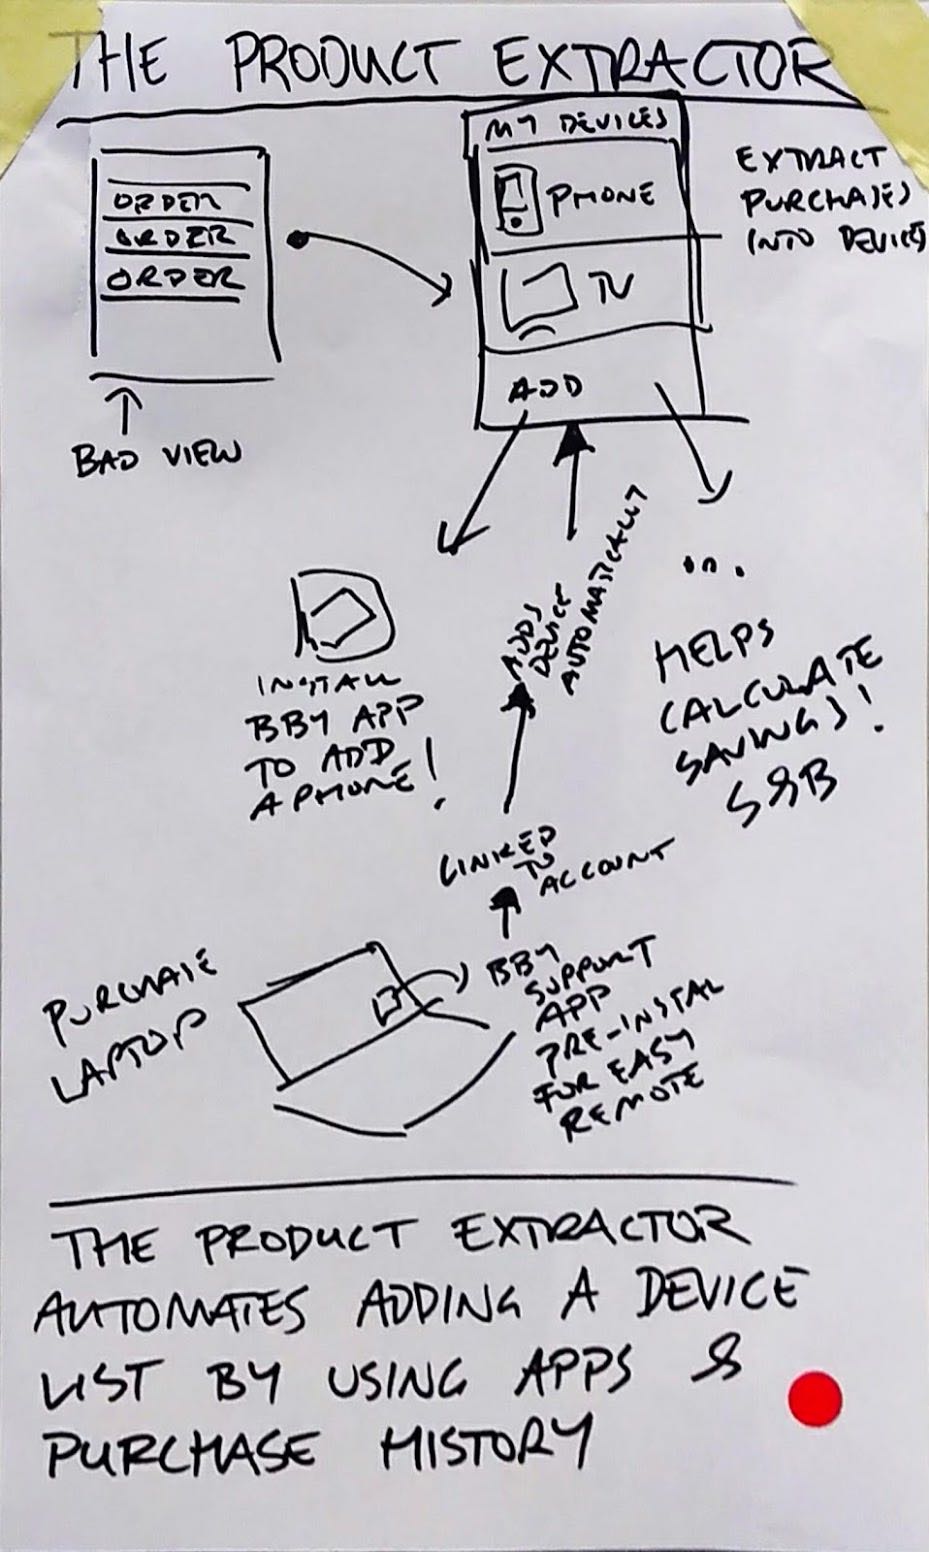 THE PRODUCT EXTRACTOR
ORDER
ORDER
ORDER
BAD VIEW
MY DEVICES
PHONE
TV
ADD
EXTRACT
PURCHASES
INTO DEVICES
INSTALL
BBY APP
TO ADD
A PHONE!
ADDS
DEVICE
AUTOMATICALLY
...
HELPS
CALCULATE
SAVINGS!
LINKED
TO
ACCOUNT
PURCHASE
LAPTOP
BBY
SUPPORT
APP
PRE-INSTAL
FOR EASY
REMOTE
THE PRODUCT EXTRACTOR
AUTOMATES ADDING A DEVICE
LIST BY USING APPS &
PURCHASE HISTORY